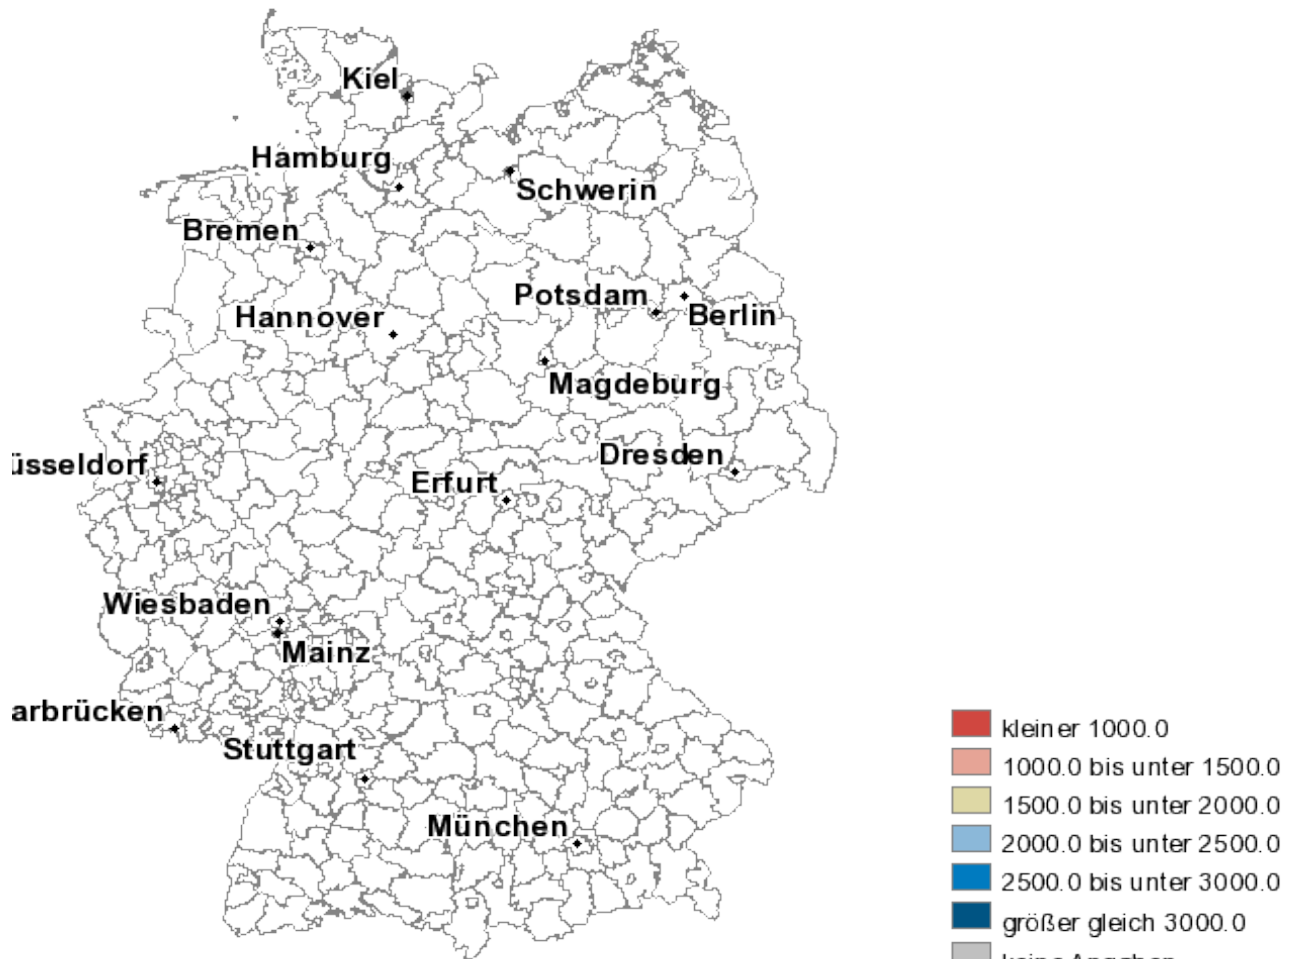 Kiel
Hamburg
Schwerin
Bremen
Potsdam
Berlin
Hannover
Magdeburg
üsseldorf
Dresden
Erfurt
Wiesbaden
Mainz
arbrücken
Stuttgart
München
kleiner 1000.0
1000.0 bis unter 1500.0
1500.0 bis unter 2000.0
2000.0 bis unter 2500.0
2500.0 bis unter 3000.0
größer gleich 3000.0
keine Angaben